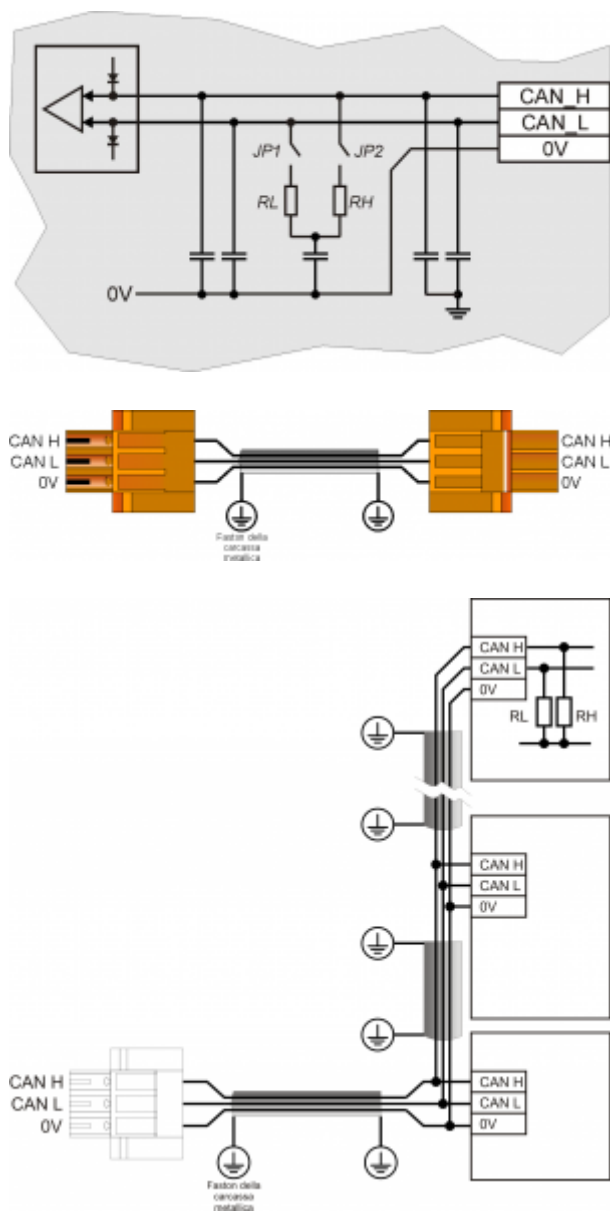 CAN_H
CAN_L
0V
JP1
JP2
RL
RH
0V
CAN H
CAN L
0V
CAN H
CAN L
0V
Faston della
carcassa
metallica
CAN H
CAN L
0V
RL
RH
CAN H
CAN L
0V
CAN H
CAN L
0V
CAN H
CAN L
0V
Faston della
carcassa
metallica